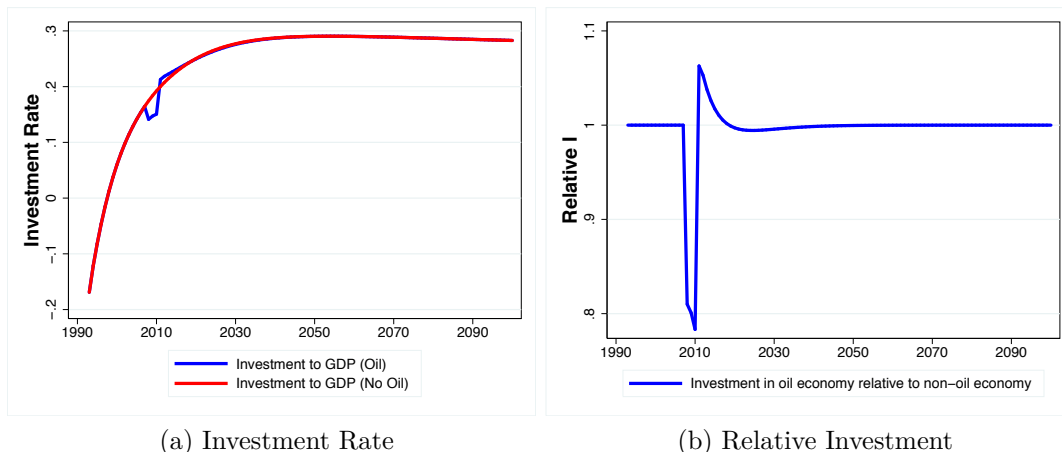 Investment Rate
.3
.2
.1
0
-.1
-.2
1990 2010 2030 2050 2070 2090
Investment to GDP (Oil)
Investment to GDP (No Oil)
(a) Investment Rate
Relative I
1.1
1
.9
.8
1990 2010 2030 2050 2070 2090
Investment in oil economy relative to non-oil economy
(b) Relative Investment